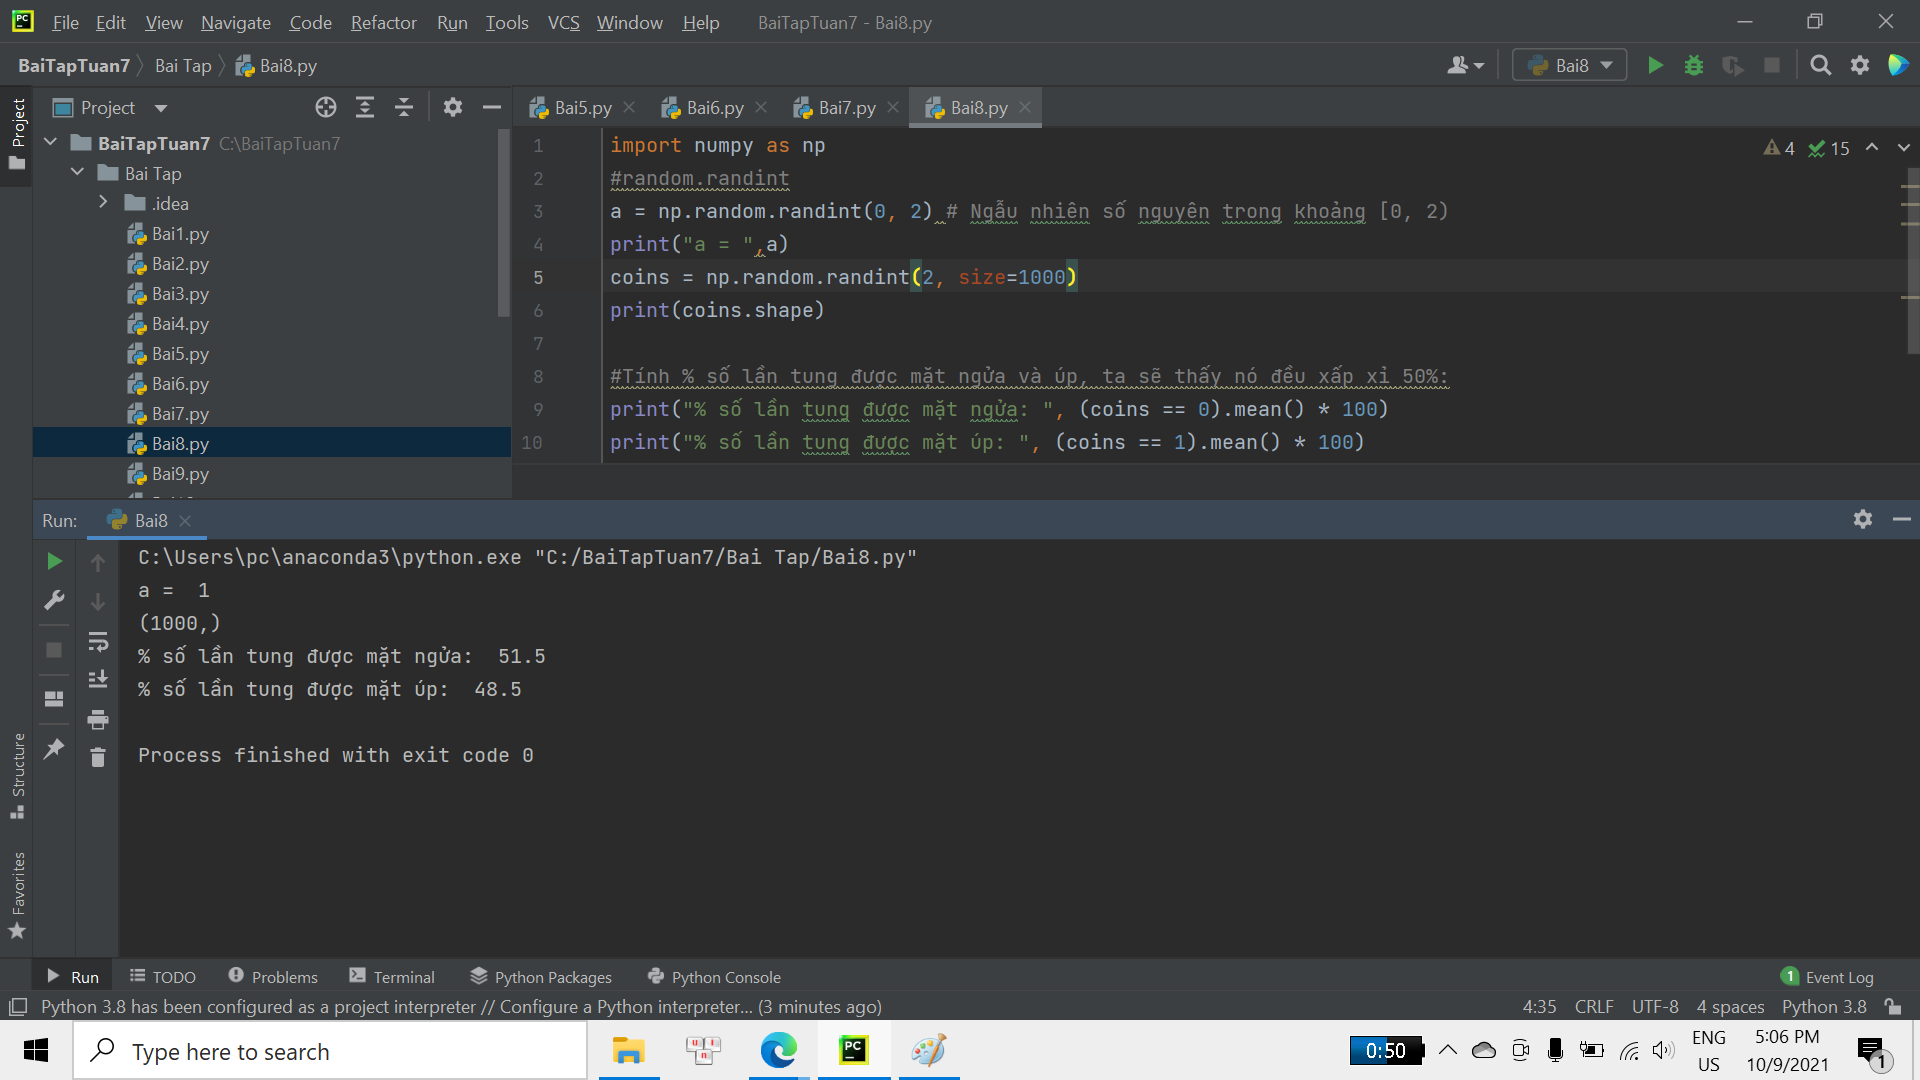 File Edit View Navigate Code Refactor Run Tools VCS Window Help BaiTapTuan7 - Bai8.py
BaiTapTuan7 Bai Tap Bai8.py Bai8
Project Project Bai5.py Bai6.py Bai7.py Bai8.py
BaiTapTuan7 C:\BaiTapTuan7
Bai Tap
.idea
Bai1.py
Bai2.py
Bai3.py
Bai4.py
Bai5.py
Bai6.py
Bai7.py
Bai8.py
Bai9.py
4 15
1 import numpy as np
2 #random.randint
3 a = np.random.randint(0, 2) # Ngẫu nhiên số nguyên trong khoảng [0, 2)
4 print("a = ",a)
5 coins = np.random.randint(2, size=1000)
6 print(coins.shape)
7
8 #Tính % số lần tung được mặt ngửa và úp, ta sẽ thấy nó đều xấp xỉ 50%:
9 print("% số lần tung được mặt ngửa: ", (coins == 0).mean() * 100)
10 print("% số lần tung được mặt úp: ", (coins == 1).mean() * 100)
Run: Bai8
C:\Users\pc\anaconda3\python.exe "C:/BaiTapTuan7/Bai Tap/Bai8.py"
a =  1
(1000,)
% số lần tung được mặt ngửa:  51.5
% số lần tung được mặt úp:  48.5
Process finished with exit code 0
Structure
Favorites
Run TODO Problems Terminal Python Packages Python Console 1 Event Log
Python 3.8 has been configured as a project interpreter // Configure a Python interpreter... (3 minutes ago) 4:35 CRLF UTF-8 4 spaces Python 3.8
Type here to search 0:50 ENG US 5:06 PM 10/9/2021 1